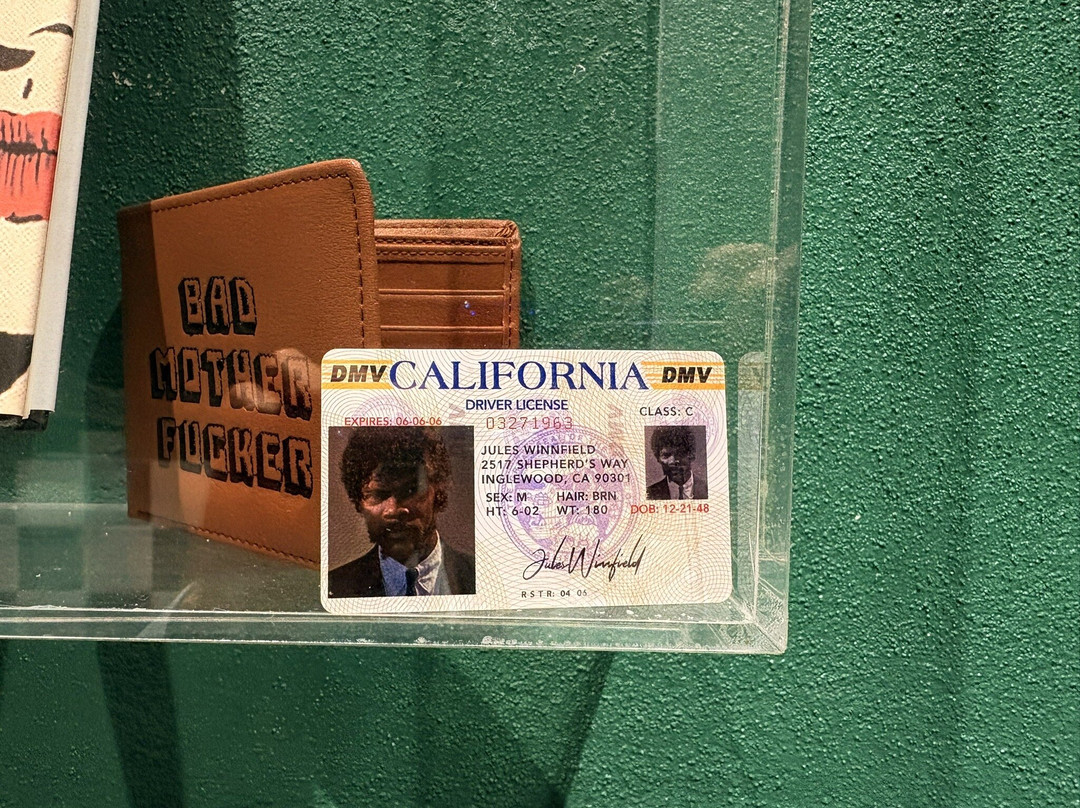 BAD
MOTHER
FUCKER
DMV CALIFORNIA DMV
DRIVER LICENSE
EXPIRES: 06-06-06
03271963
CLASS: C
JULES WINNFIELD
2517 SHEPHERD'S WAY
INGLEWOOD, CA 90301
SEX: M HAIR: BRN
HT: 6-02 WT: 180
DOB: 12-21-48
Jules Winnfield
RSTR: 04 06